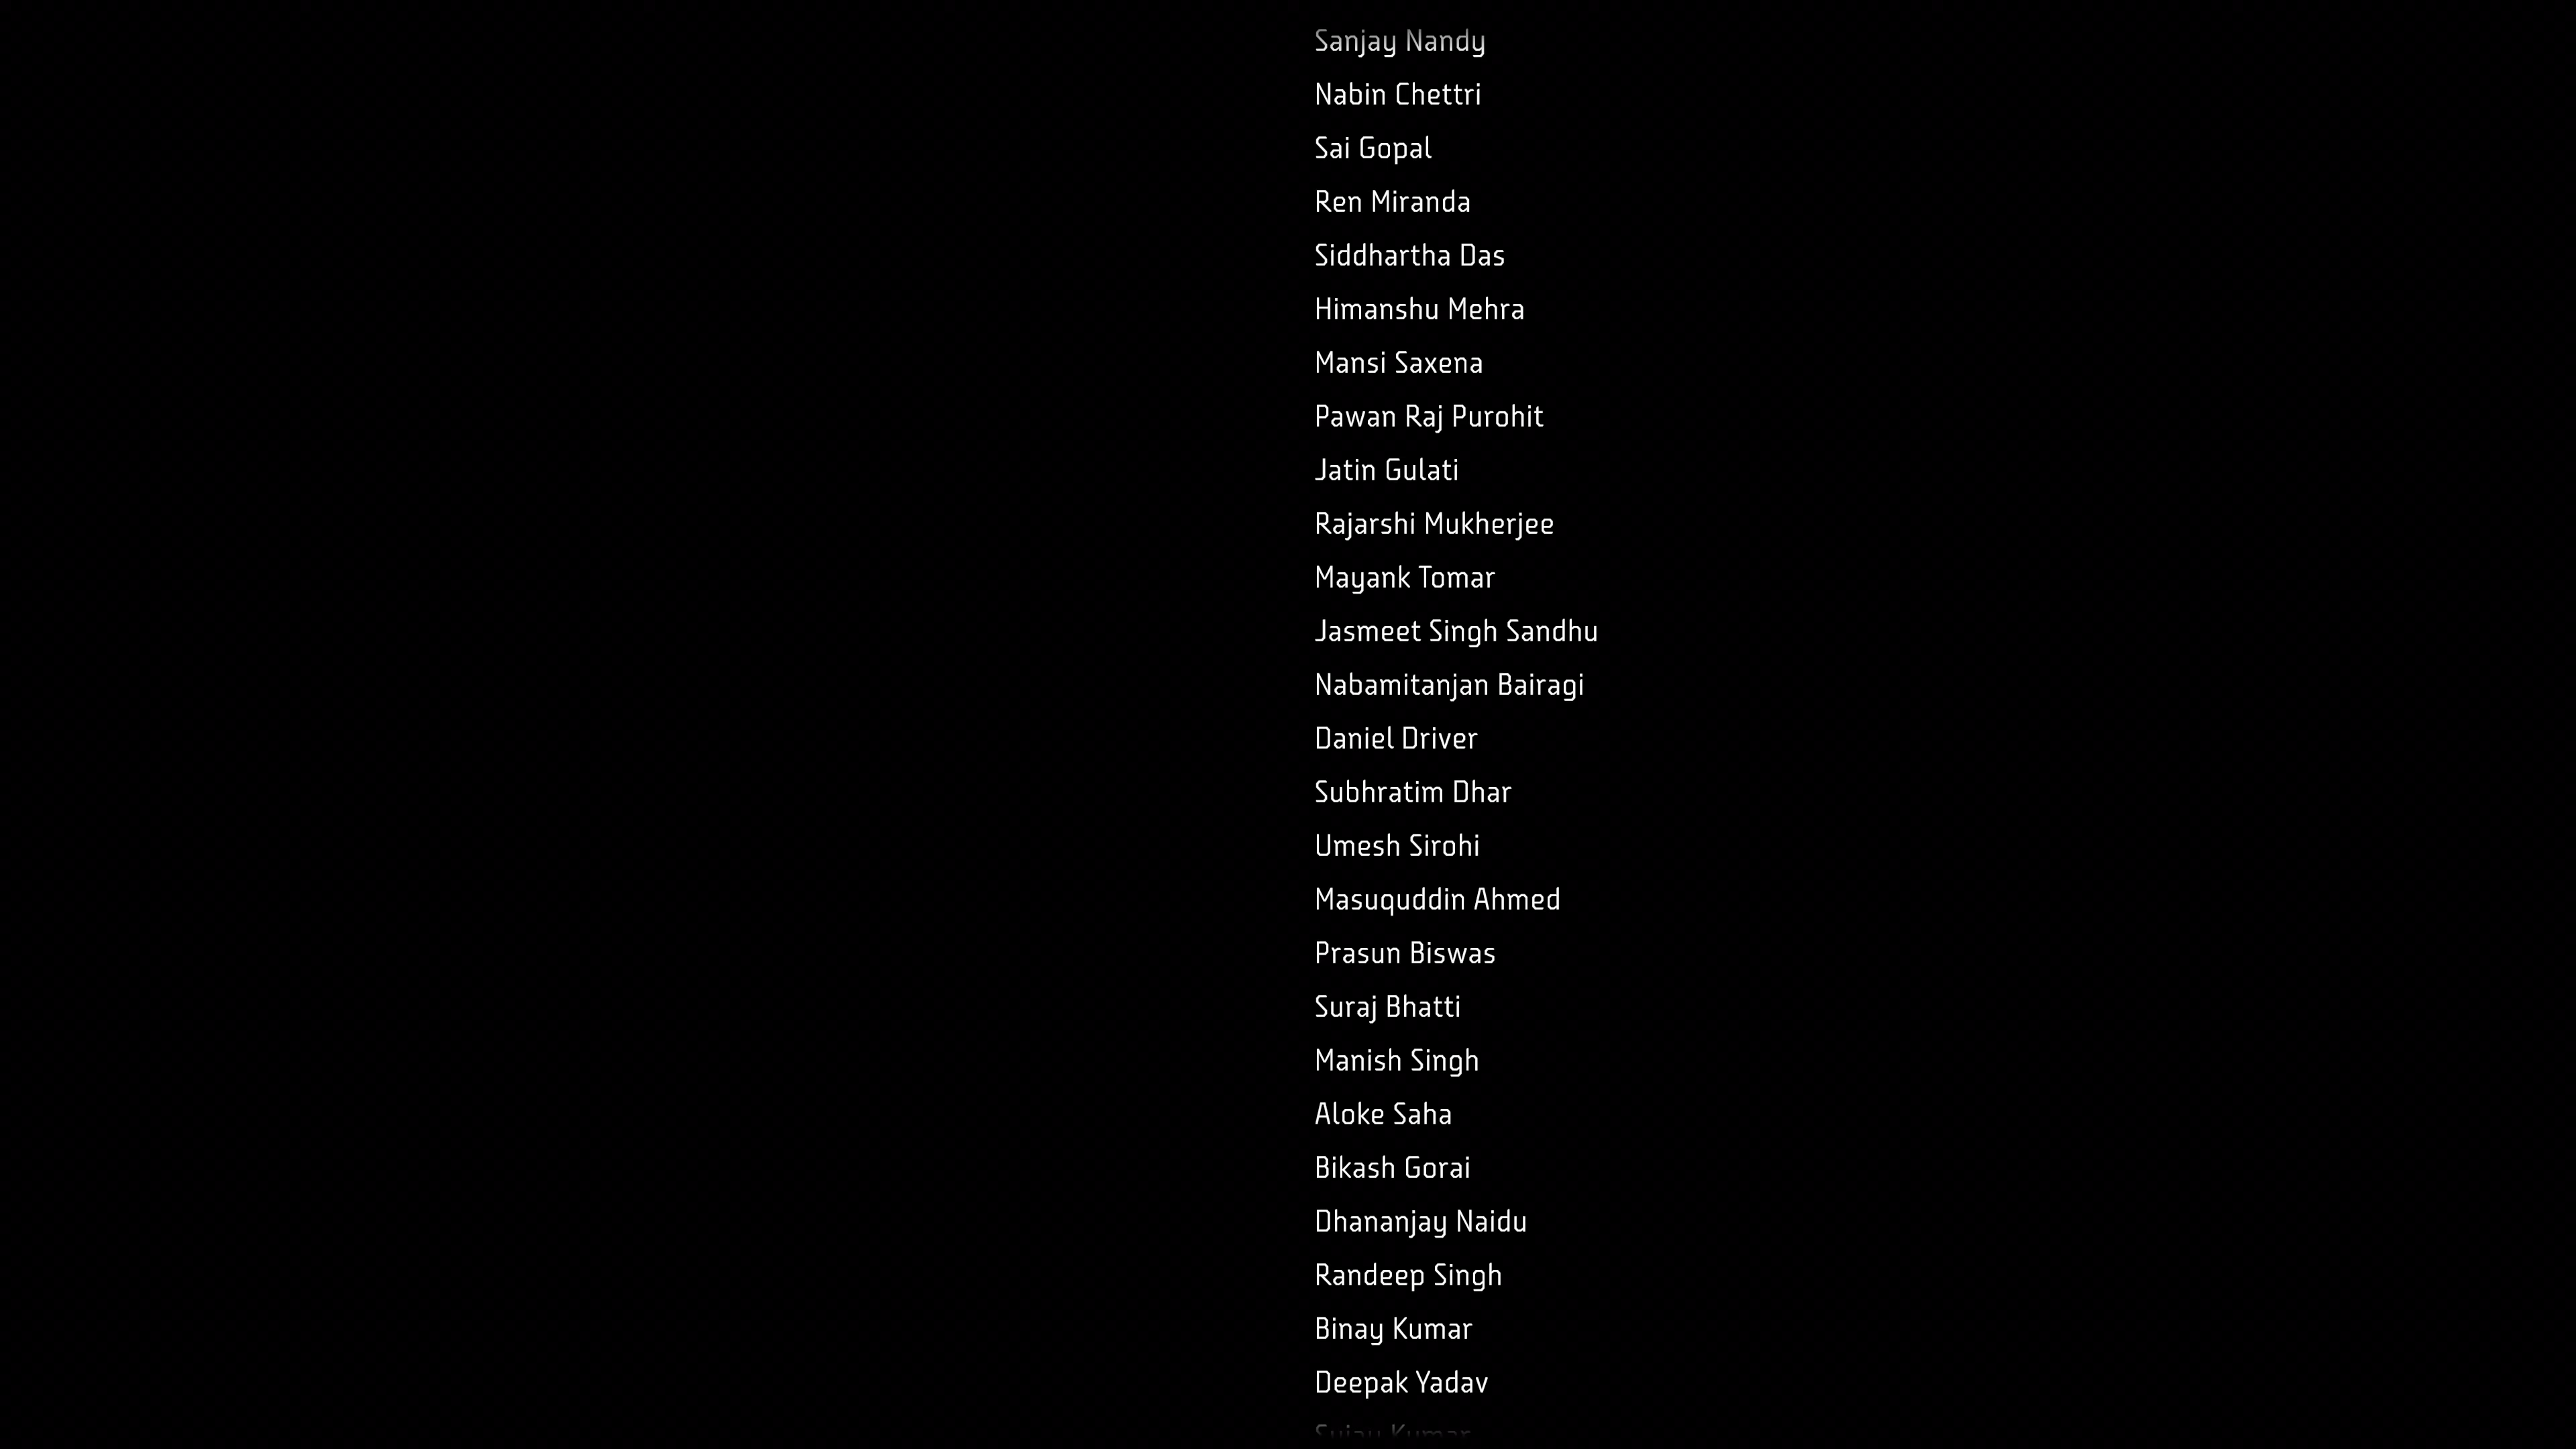 Sanjay Nandy
Nabin Chettri
Sai Gopal
Ren Miranda
Siddhartha Das
Himanshu Mehra
Mansi Saxena
Pawan Raj Purohit
Jatin Gulati
Rajarshi Mukherjee
Mayank Tomar
Jasmeet Singh Sandhu
Nabamitanjan Bairagi
Daniel Driver
Subhratim Dhar
Umesh Sirohi
Masuquddin Ahmed
Prasun Biswas
Suraj Bhatti
Manish Singh
Aloke Saha
Bikash Gorai
Dhananjay Naidu
Randeep Singh
Binay Kumar
Deepak Yadav
Kumar